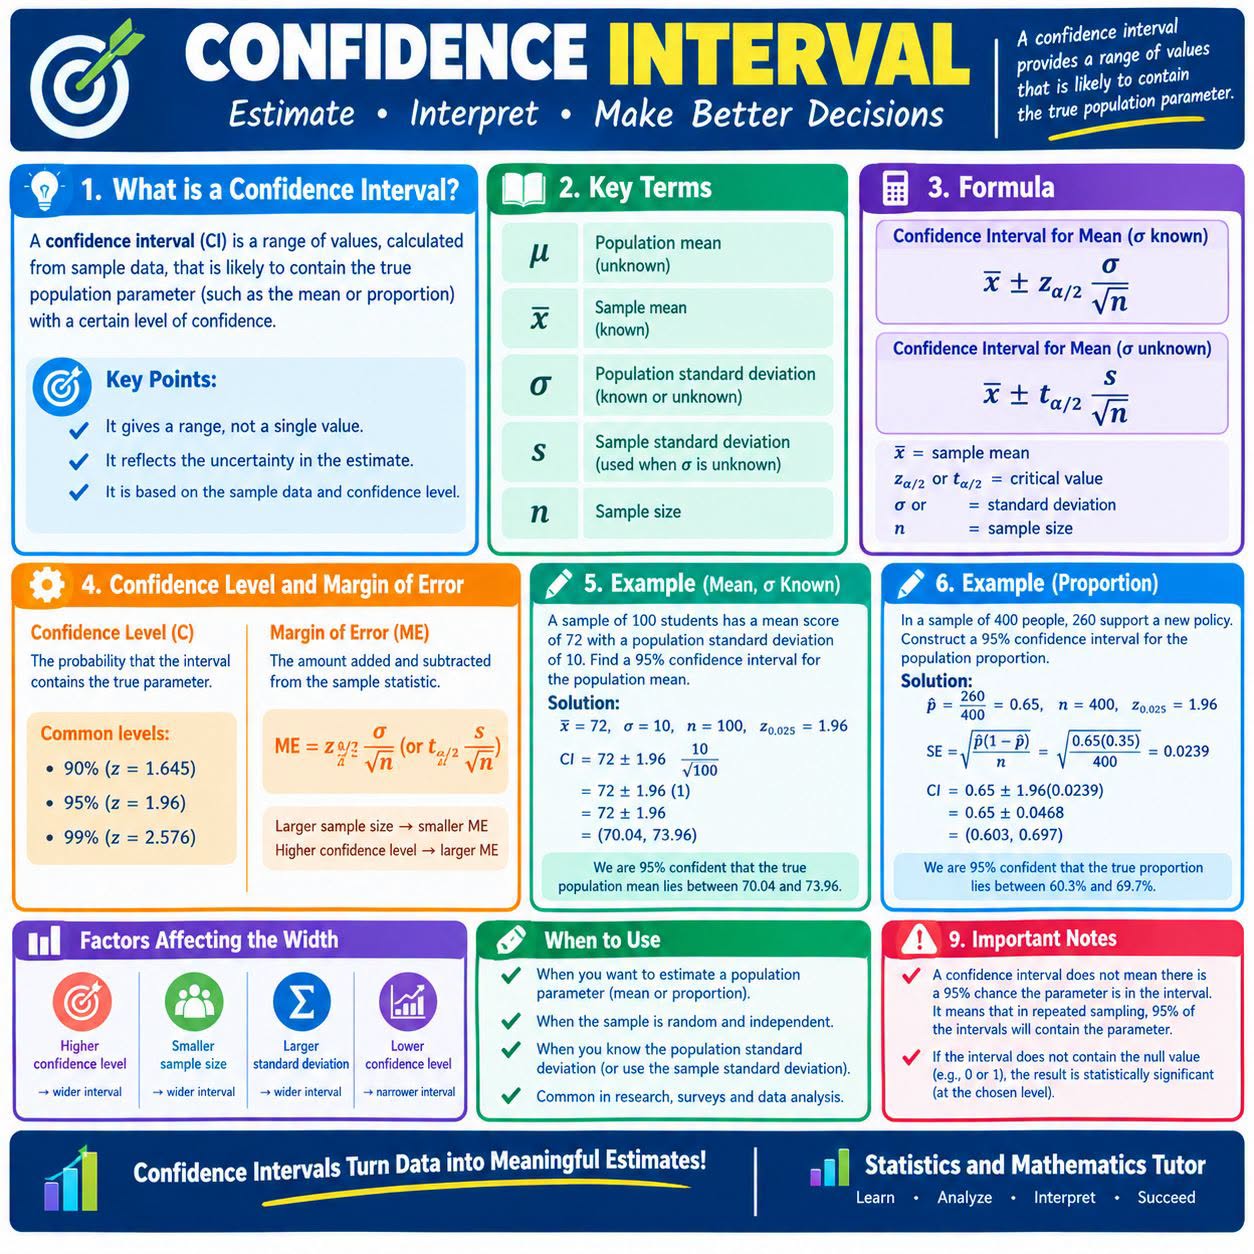 CONFIDENCE INTERVAL
Estimate • Interpret • Make Better Decisions
A confidence interval
provides a range of values
that is likely to contain
the true population parameter.
1. What is a Confidence Interval?
A confidence interval (CI) is a range of values, calculated
from sample data, that is likely to contain the true
population parameter (such as the mean or proportion)
with a certain level of confidence.
Key Points:
✓ It gives a range, not a single value.
✓ It reflects the uncertainty in the estimate.
✓ It is based on the sample data and confidence level.
2. Key Terms
μ Population mean
(unknown)
x̄ Sample mean
(known)
σ Population standard deviation
(known or unknown)
s Sample standard deviation
(used when σ is unknown)
n Sample size
3. Formula
Confidence Interval for Mean (σ known)
x̄ ± z_α/2 σ/√n
Confidence Interval for Mean (σ unknown)
x̄ ± t_α/2 s/√n
x̄ = sample mean
z_α/2 or t_α/2 = critical value
σ or = standard deviation
n = sample size
4. Confidence Level and Margin of Error
Confidence Level (C)
The probability that the interval
contains the true parameter.
Common levels:
• 90% (z = 1.645)
• 95% (z = 1.96)
• 99% (z = 2.576)
Margin of Error (ME)
The amount added and subtracted
from the sample statistic.
ME = z σ/√n (or t s/√n)
Larger sample size → smaller ME
Higher confidence level → larger ME
5. Example (Mean, σ Known)
A sample of 100 students has a mean score
of 72 with a population standard deviation
of 10. Find a 95% confidence interval for
the population mean.
Solution:
x̄ = 72, σ = 10, n = 100, z_0.025 = 1.96
CI = 72 ± 1.96 10/√100
= 72 ± 1.96 (1)
= 72 ± 1.96
= (70.04, 73.96)
We are 95% confident that the true
population mean lies between 70.04 and 73.96.
6. Example (Proportion)
In a sample of 400 people, 260 support a new policy.
Construct a 95% confidence interval for the
population proportion.
Solution:
p̂ = 260/400 = 0.65, n = 400, z_0.025 = 1.96
SE = √(p̂(1 − p̂)/n) = √(0.65(0.35)/400) = 0.0239
CI = 0.65 ± 1.96(0.0239)
= 0.65 ± 0.0468
= (0.603, 0.697)
We are 95% confident that the true proportion
lies between 60.3% and 69.7%.
Factors Affecting the Width
Higher
confidence level
→ wider interval
Smaller
sample size
→ wider interval
Σ
Larger
standard deviation
→ wider interval
Lower
confidence level
→ narrower interval
When to Use
✓ When you want to estimate a population
parameter (mean or proportion).
✓ When the sample is random and independent.
✓ When you know the population standard
deviation (or use the sample standard deviation).
✓ Common in research, surveys and data analysis.
9. Important Notes
✓ A confidence interval does not mean there is
a 95% chance the parameter is in the interval.
It means that in repeated sampling, 95% of
the intervals will contain the parameter.
✓ If the interval does not contain the null value
(e.g., 0 or 1), the result is statistically significant
(at the chosen level).
Confidence Intervals Turn Data into Meaningful Estimates!
Statistics and Mathematics Tutor
Learn • Analyze • Interpret • Succeed